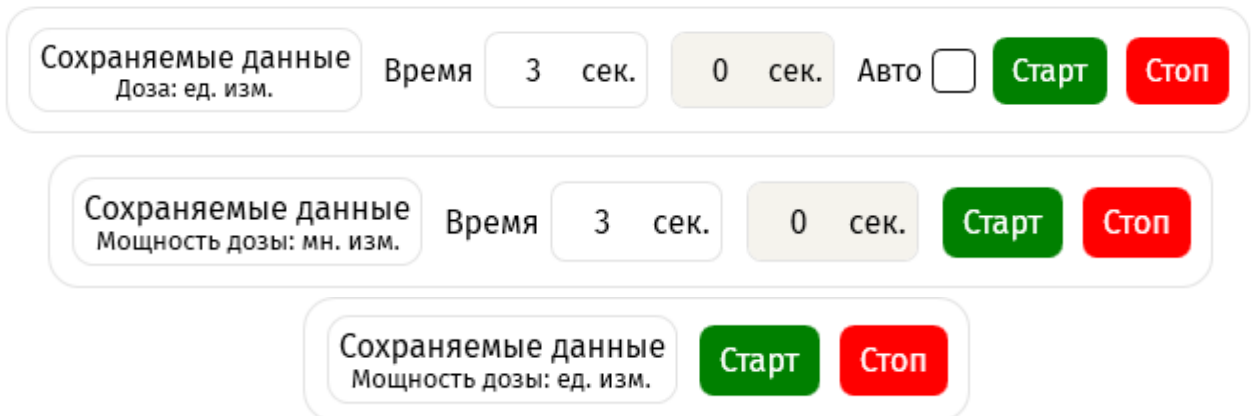 Сохраняемые данные
Доза: ед. изм.
Время 3 сек. 0 сек. Авто Старт Стоп
Сохраняемые данные
Мощность дозы: мн. изм.
Время 3 сек. 0 сек. Старт Стоп
Сохраняемые данные
Мощность дозы: ед. изм.
Старт Стоп